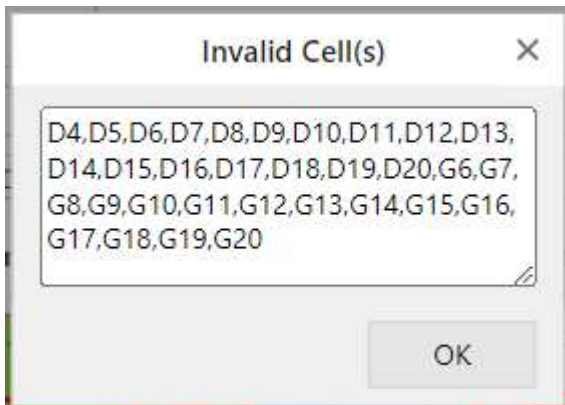 Invalid Cell(s)
D4,D5,D6,D7,D8,D9,D10,D11,D12,D13,
D14,D15,D16,D17,D18,D19,D20,G6,G7,
G8,G9,G10,G11,G12,G13,G14,G15,G16,
G17,G18,G19,G20
OK